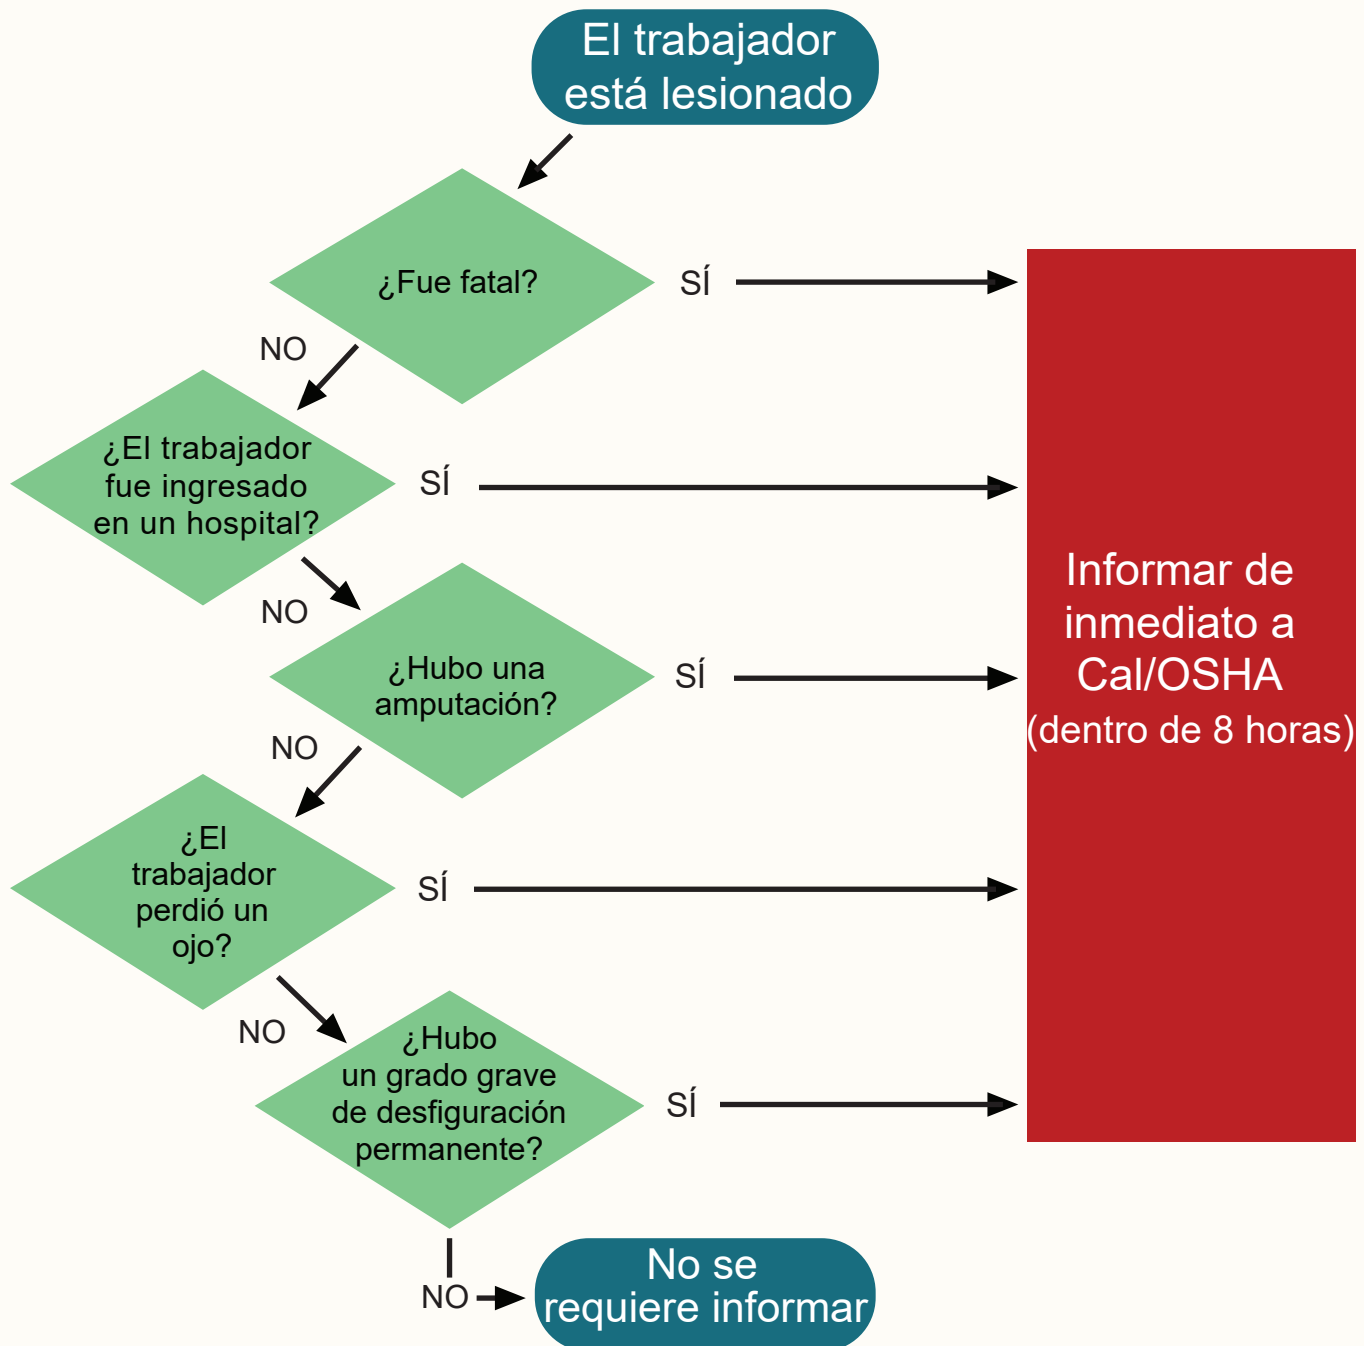 El trabajador
está lesionado
¿Fue fatal?
SÍ
NO
¿El trabajador
fue ingresado
en un hospital?
SÍ
NO
¿Hubo una
amputación?
SÍ
NO
¿El
trabajador
perdió un
ojo?
SÍ
NO
¿Hubo
un grado grave
de desfiguración
permanente?
SÍ
NO
No se
requiere informar
Informar de
inmediato a
Cal/OSHA
(dentro de 8 horas)